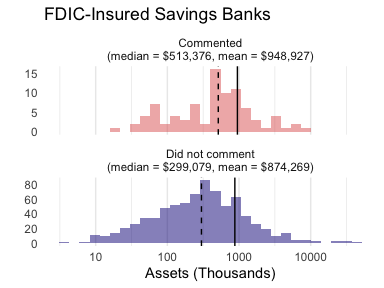 FDIC-Insured Savings Banks
Commented
(median = $513,376, mean = $948,927)
15
10
5
0
Did not comment
(median = $299,079, mean = $874,269)
80
60
40
20
0
10 100 1000 10000
Assets (Thousands)